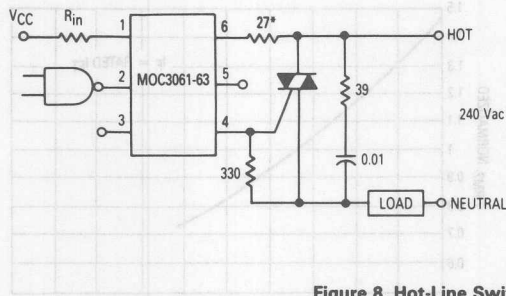 VCC
Rin
1
6
27*
HOT
MOC3061-63
2
5
39
240 Vac
3
4
330
0.01
LOAD
NEUTRAL
Figure 8. Hot-Line Swi